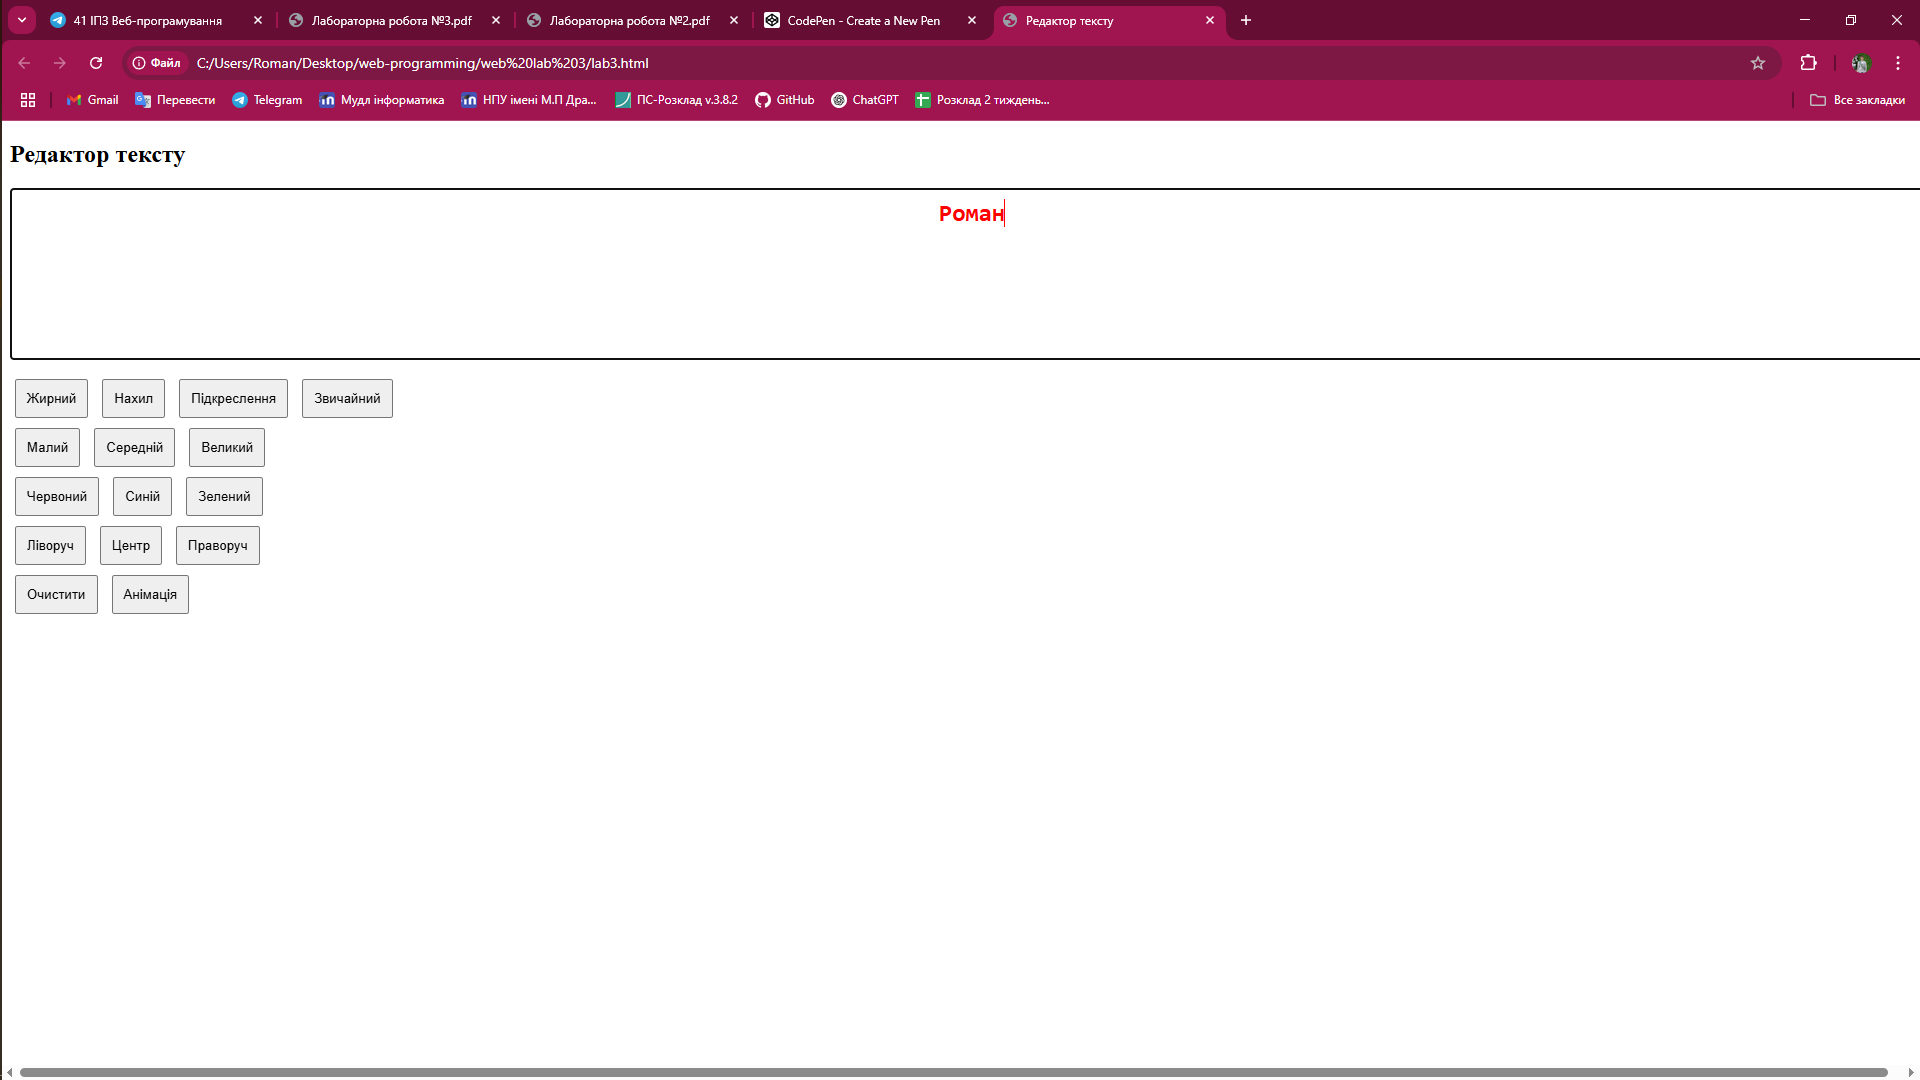 41 ІПЗ Веб-програмування
Лабораторна робота №3.pdf
Лабораторна робота №2.pdf
CodePen - Create a New Pen
Редактор тексту
Файл
C:/Users/Roman/Desktop/web-programming/web%20lab%203/lab3.html
Gmail
Перевести
Telegram
Мудл інформатика
НПУ імені М.П Дра...
ПС-Розклад v.3.8.2
GitHub
ChatGPT
Розклад 2 тиждень...
Все закладки
Редактор тексту
Роман
Жирний Нахил Підкреслення Звичайний
Малий Середній Великий
Червоний Синій Зелений
Ліворуч Центр Праворуч
Очистити Анімація